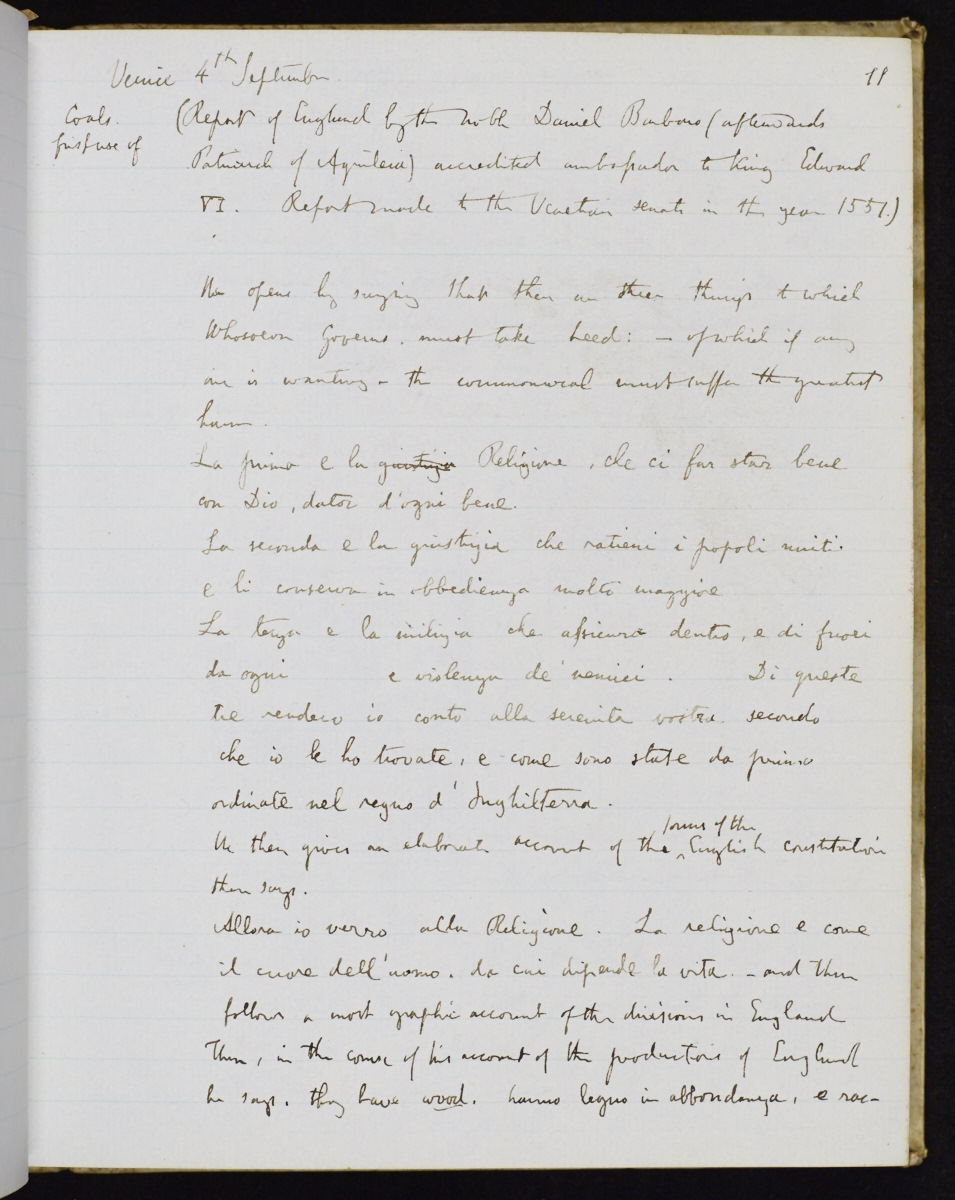 Venice 4th September. 11
Coals. (Report of England by the noble Daniel Barbaro (afterwards
first use of Patriarch of Aquileia) accredited ambassador to King Edward
VI. Report made to the Venetian senate in the year 1551.)
He opens by saying that there are three things to which
whosoever governs. must take heed: — of which if any
one is wanting - the commonweal must suffer the greatest
harm.
La prima e la giustizia Religione, che ci far star bene
con Dio, dator d'ogni bene.
La seconda e la giustizia che ratieni i popoli uniti.
e li conserva in obbedienza molto maggiore
La terza e la milizia che assicura dentro, e di fuori
da ogni e violenza de' nemici. Di queste
tre rendero io conto alla serenita vostra. secondo
che io le ho trovate, e come sono state da prima
ordinate nel regno d'Inghilterra.
He then gives an elaborate account of the forms of the English constitution
then says.
Allora io verro alla Religione. La religione e come
il cuore dell'uomo. da cui dipende la vita. - and then
follows a most graphic account of the divisions in England
Then, in the course of his account of the productions of England
he says. they have wood. hanno legno in abbondanza, e rac-